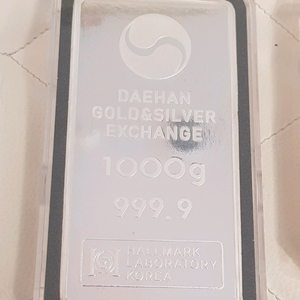 DAEHAN
GOLD&SILVER
EXCHANGE
1000g
999.9
HALLMARK
LABORATORY
KOREA